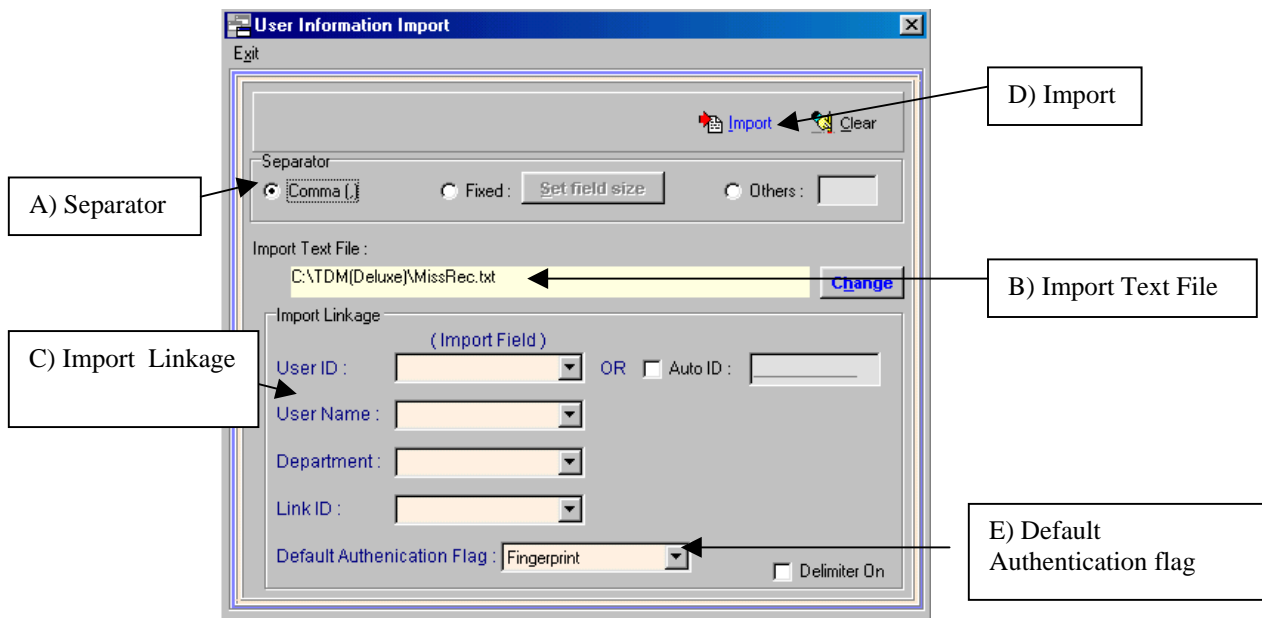 User Information Import
Exit
D) Import
Import Clear
Separator
A) Separator
Comma (,) Fixed : Set field size Others :
Import Text File :
C:\TDM(Deluxe)\MissRec.txt Change
B) Import Text File
Import Linkage
C) Import Linkage
( Import Field )
User ID : OR Auto ID :
User Name :
Department :
Link ID :
E) Default
Authentication flag
Default Authenication Flag : Fingerprint
Delimiter On